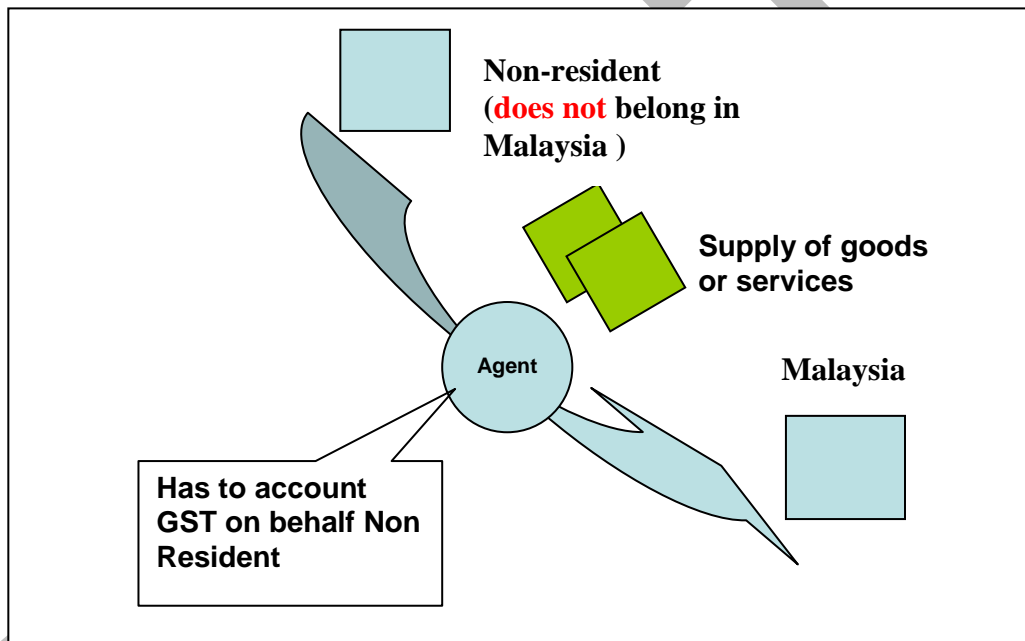 Non-resident
(does not belong in
Malaysia )
Supply of goods
or services
Agent
Malaysia
Has to account
GST on behalf Non
Resident